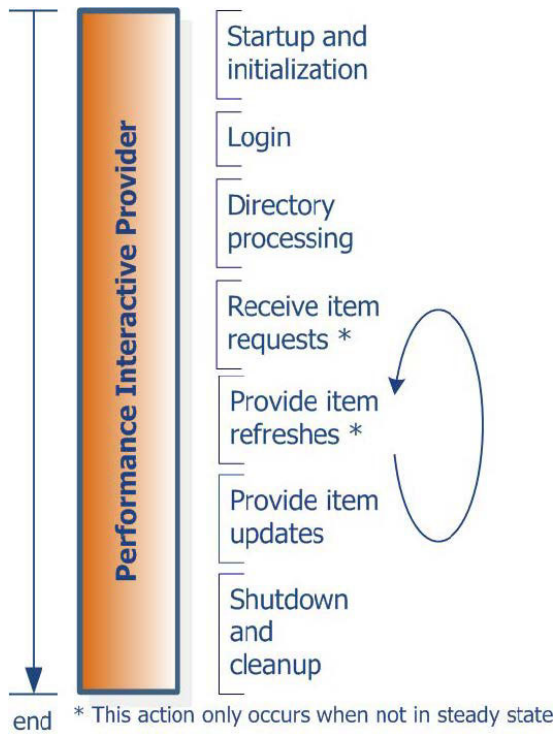 Performance Interactive Provider
Startup and
initialization
Login
Directory
processing
Receive item
requests *
Provide item
refreshes *
Provide item
updates
Shutdown
and
cleanup
end
* This action only occurs when not in steady state